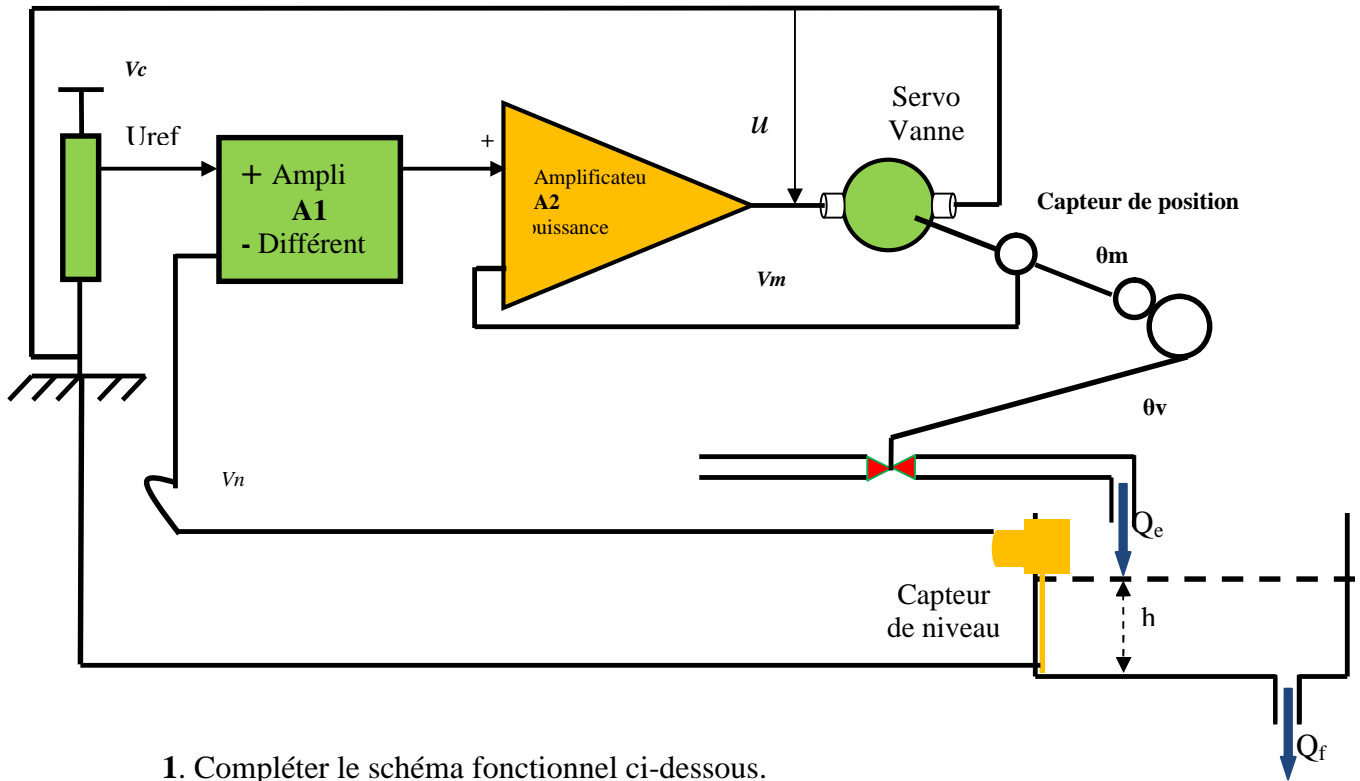 Vc
Uref
+ Ampli
A1
- Différent
+
Amplificateu
A2
puissance
u
Servo
Vanne
Capteur de position
θm
Vm
θv
Vn
Qe
Capteur
de niveau
h
Qf
1. Compléter le schéma fonctionnel ci-dessous.